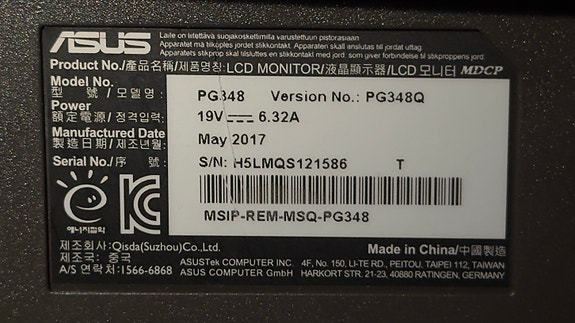 ASUS
Laite on liitettävä suojakoskettimilla varustettuun pistorasiaan
Apparatet må tilkoples jordet stikkontakt. Apparaten skall anslutas till jordat uttag.
Apparatets stikprop skal tilsluttes en stikkontakt med jord, som giver forbindelse til stikproppens jord.
Product No./產品名稱/제품명칭: LCD MONITOR/液晶顯示器/LCD 모니터 MDCP
Model No.
型 號/모델명: PG348 Version No.: PG348Q
Power
額定電源/정격입력: 19V⎓ 6.32A
Manufactured Date
製造日期/제조년월: May 2017
Serial No./序 號: S/N: H5LMQS121586 T
MSIP-REM-MSQ-PG348
e
에너지절약
KC
제조회사:Qisda(Suzhou)Co.,Ltd.
제조국: 중국
A/S 연락처:1566-6868
Made in China/中國製造
ASUSTek COMPUTER INC. 4F, No. 150, LI-TE RD., PEITOU, TAIPEI 112, TAIWAN
ASUS COMPUTER GmbH HARKORT STR. 21-23, 40880 RATINGEN, GERMANY